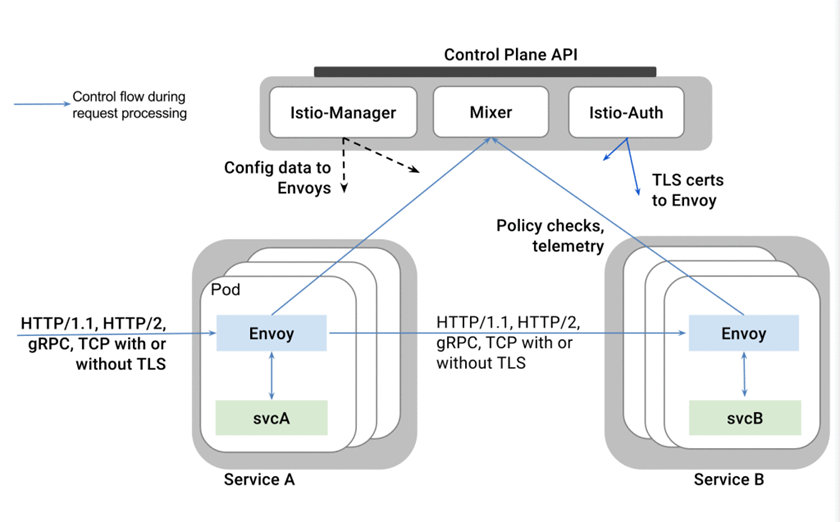 Control Plane API
Control flow during
request processing
Istio-Manager
Mixer
Istio-Auth
Config data to
Envoys
TLS certs
to Envoy
Policy checks,
telemetry
Pod
HTTP/1.1, HTTP/2,
gRPC, TCP with or
without TLS
Envoy
HTTP/1.1, HTTP/2,
gRPC, TCP with or
without TLS
Envoy
svcA
svcB
Service A
Service B